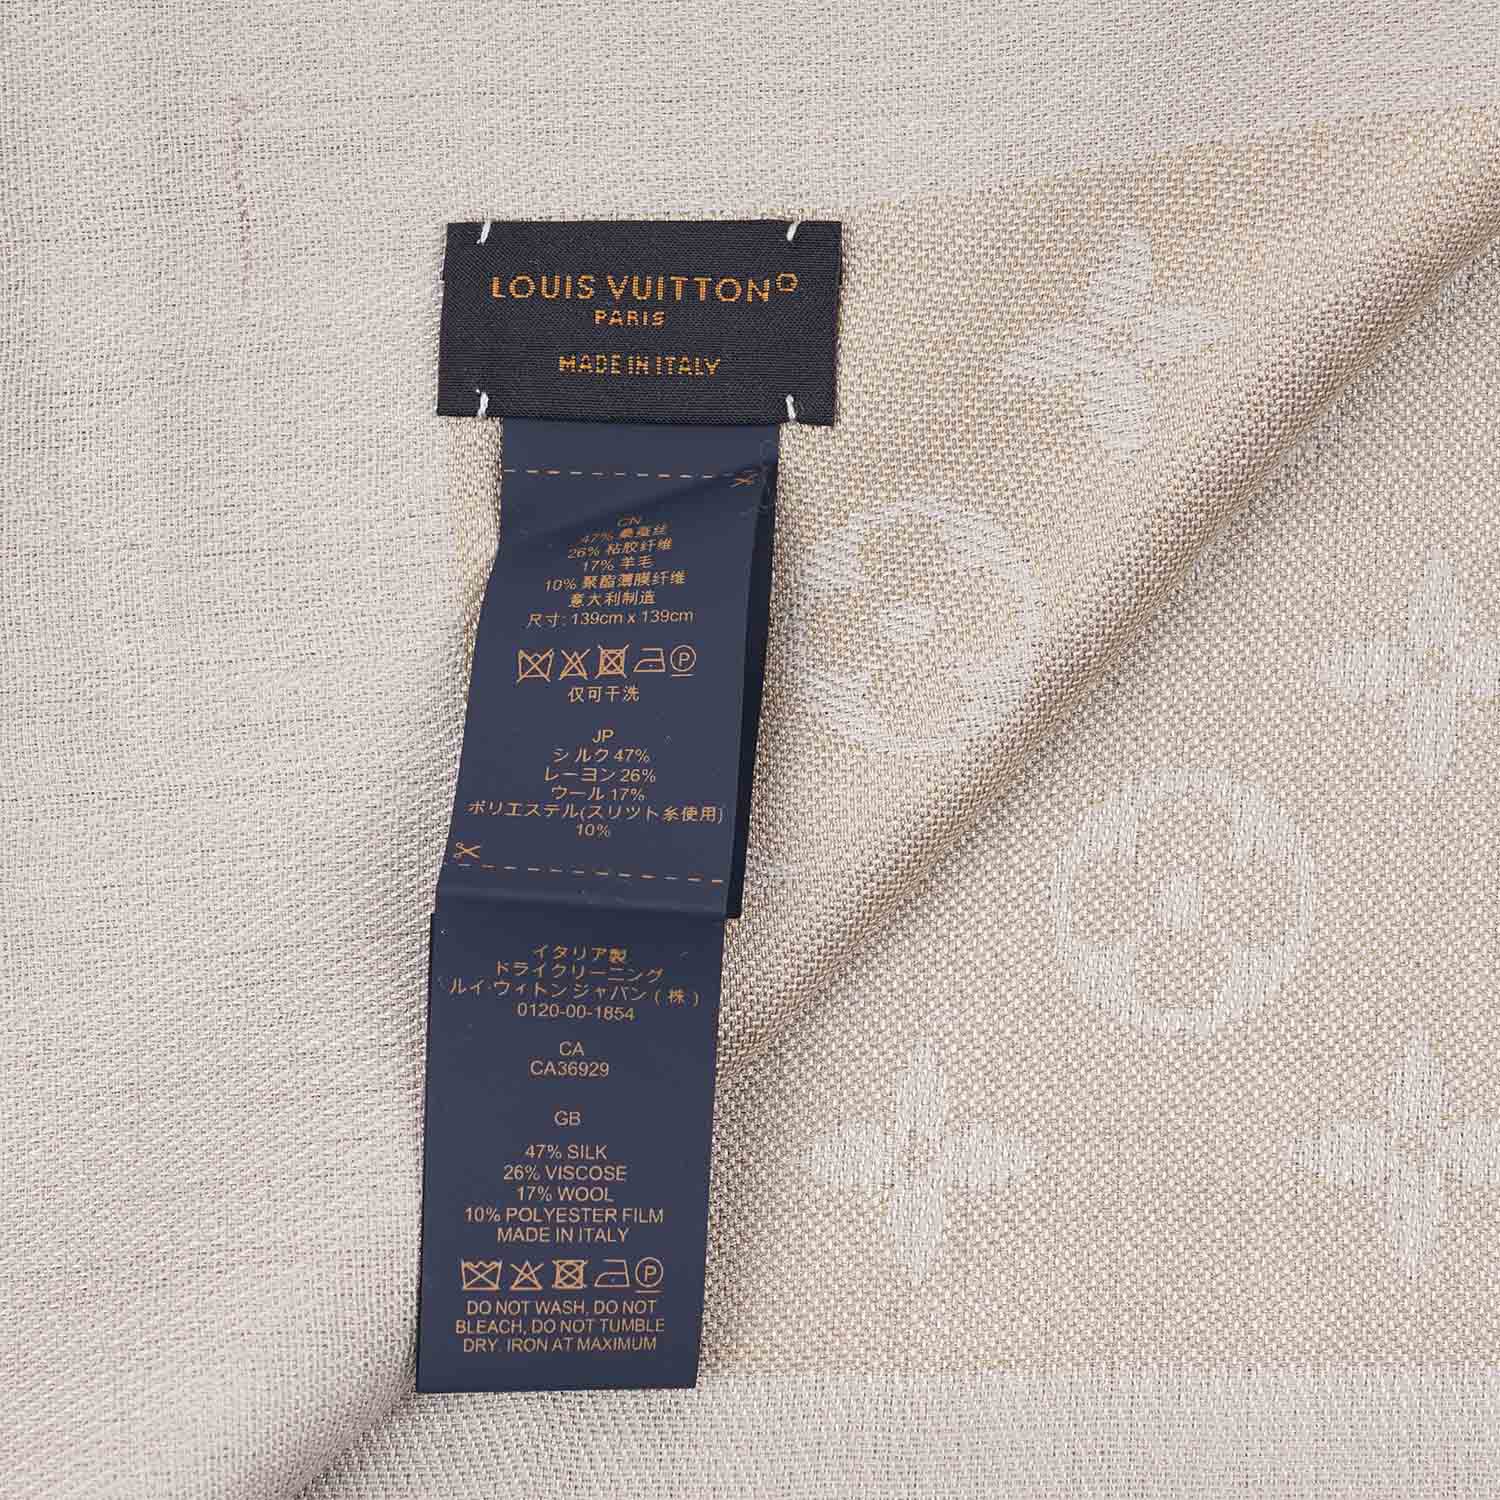 LOUIS VUITTON
PARIS
MADE IN ITALY
CN
47% 桑蚕丝
26% 粘胶纤维
17% 羊毛
10% 聚酯薄膜纤维
意大利制造
尺寸: 139cm x 139cm
P
仅可干洗
JP
シルク 47%
レーヨン 26%
ウール 17%
ポリエステル(スリツト糸使用)
10%
イタリア製
ドライクリーニング
ルイ・ヴィトン ジャパン ( 株 )
0120-00-1854
CA
CA36929
GB
47% SILK
26% VISCOSE
17% WOOL
10% POLYESTER FILM
MADE IN ITALY
P
DO NOT WASH, DO NOT
BLEACH, DO NOT TUMBLE
DRY. IRON AT MAXIMUM